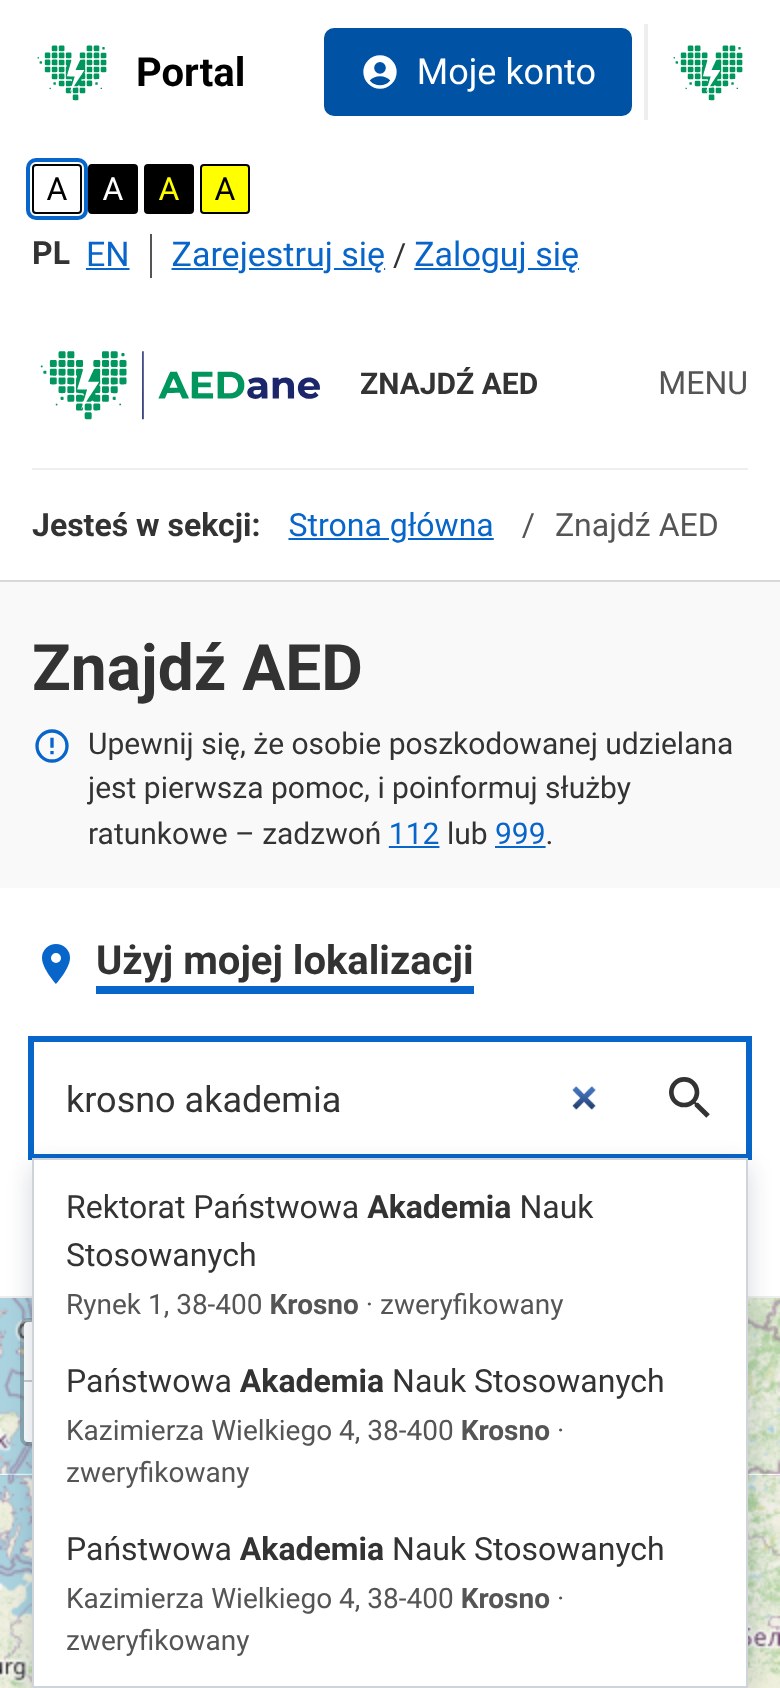 Portal
Moje konto
A A A A
PL EN Zarejestruj się / Zaloguj się
AEDane ZNAJDŹ AED MENU
Jesteś w sekcji: Strona główna / Znajdź AED
Znajdź AED
Upewnij się, że osobie poszkodowanej udzielana
jest pierwsza pomoc, i poinformuj służby
ratunkowe – zadzwoń 112 lub 999.
Użyj mojej lokalizacji
krosno akademia
Rektorat Państwowa Akademia Nauk
Stosowanych
Rynek 1, 38-400 Krosno · zweryfikowany
Państwowa Akademia Nauk Stosowanych
Kazimierza Wielkiego 4, 38-400 Krosno ·
zweryfikowany
Państwowa Akademia Nauk Stosowanych
Kazimierza Wielkiego 4, 38-400 Krosno ·
zweryfikowany